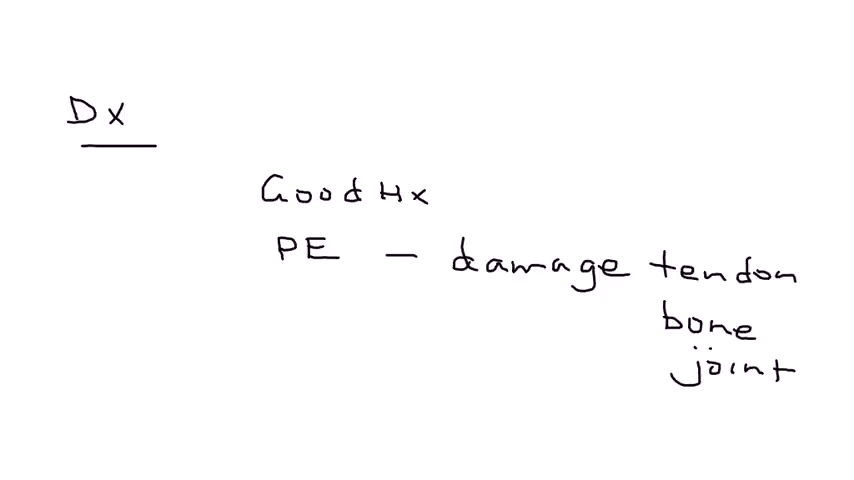 Dx
Good Hx
PE - damage tendon
bone
joint